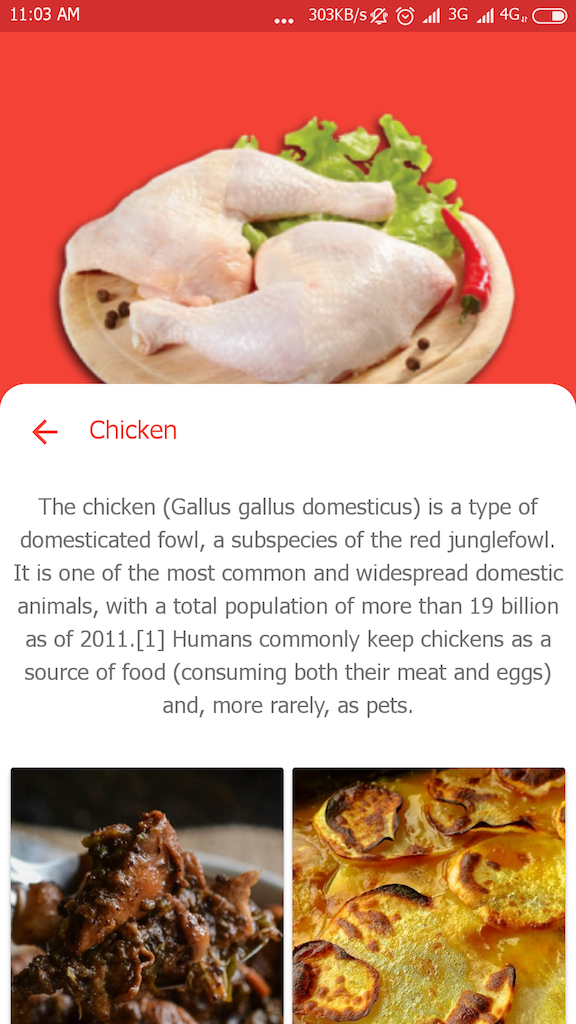 11:03 AM ... 303KB/s 3G 4G
Chicken
The chicken (Gallus gallus domesticus) is a type of
domesticated fowl, a subspecies of the red junglefowl.
It is one of the most common and widespread domestic
animals, with a total population of more than 19 billion
as of 2011.[1] Humans commonly keep chickens as a
source of food (consuming both their meat and eggs)
and, more rarely, as pets.